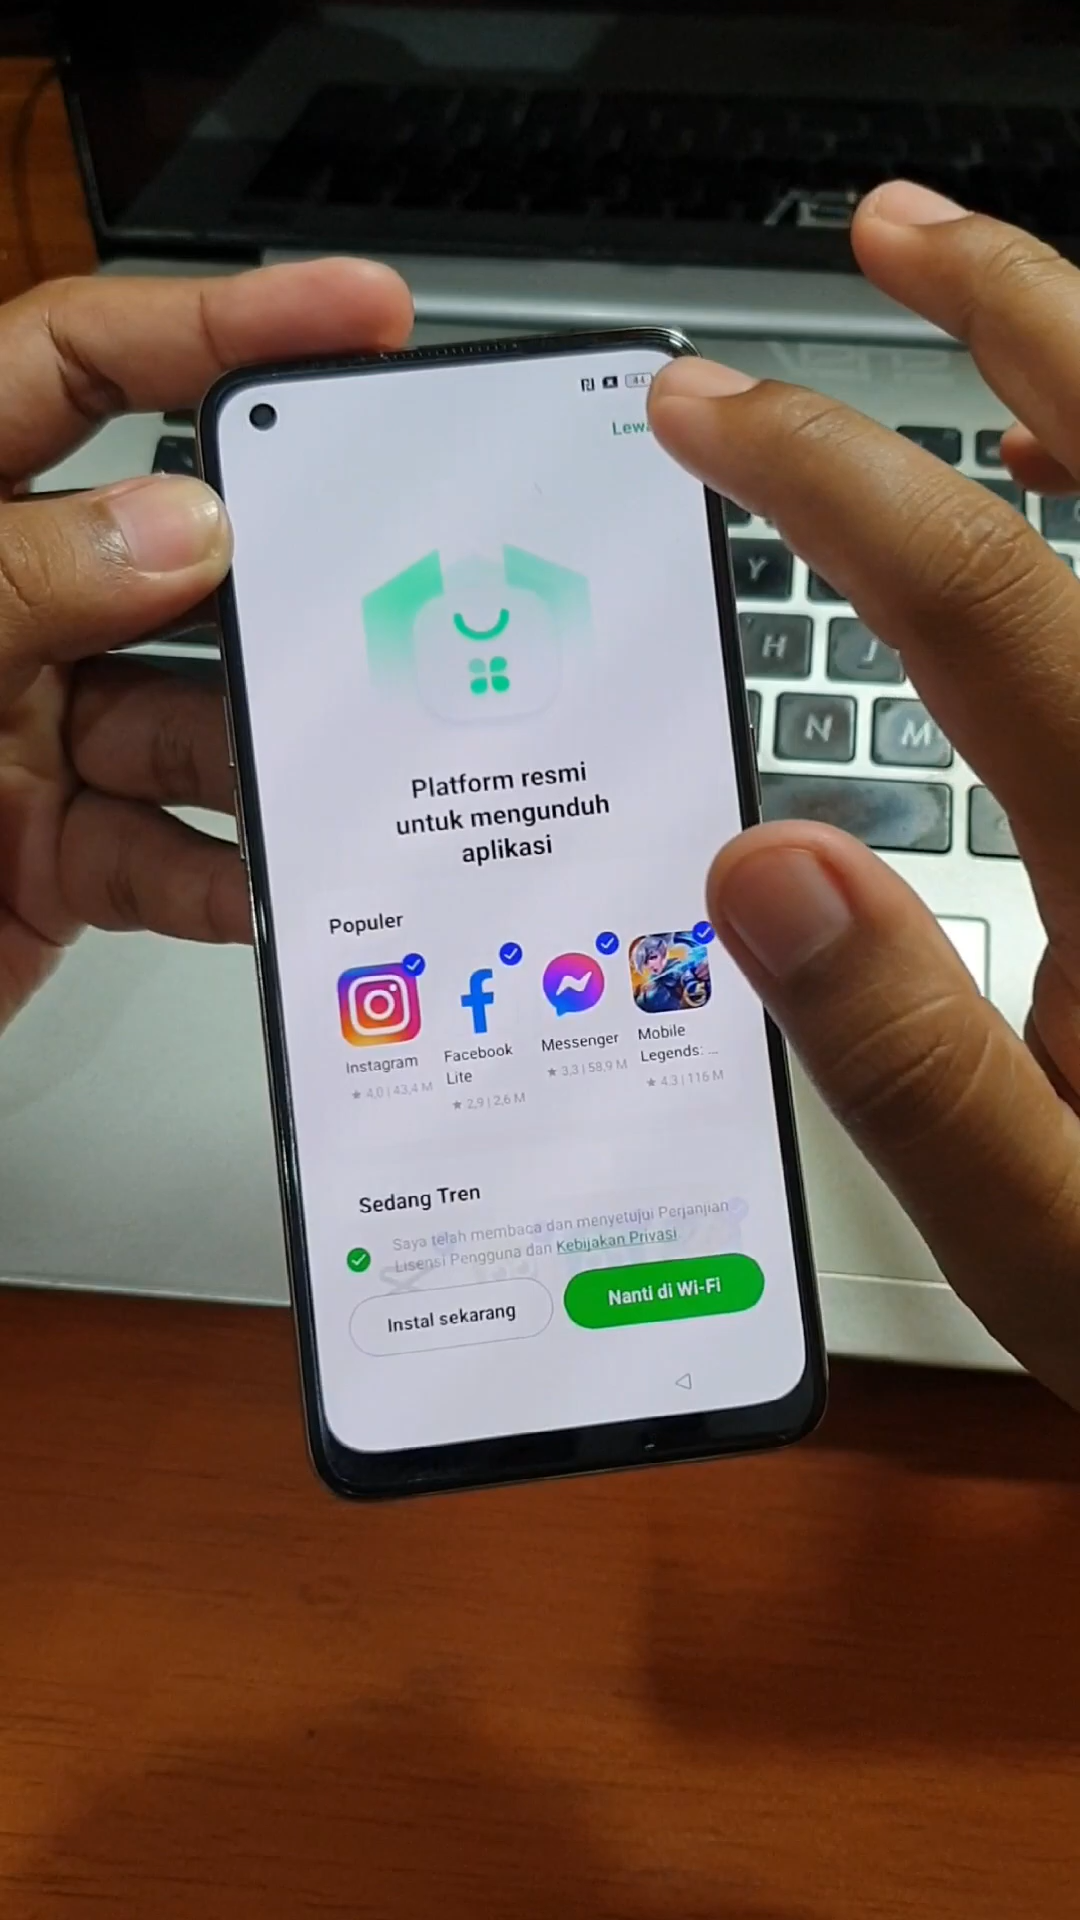 44
Platform resmi
untuk mengunduh
aplikasi
Populer
Instagram
★ 4,0 | 43,4 M
Facebook
Lite
★ 2,9 | 2,6 M
Messenger
★ 3,3 | 58,9 M
Mobile
Legends: ...
★ 4.3 | 116 M
Sedang Tren
Saya telah membaca dan menyetujui Perjanjian
Lisensi Pengguna dan Kebijakan Privasi
Instal sekarang
Nanti di Wi-Fi
Y
H
J
N
M